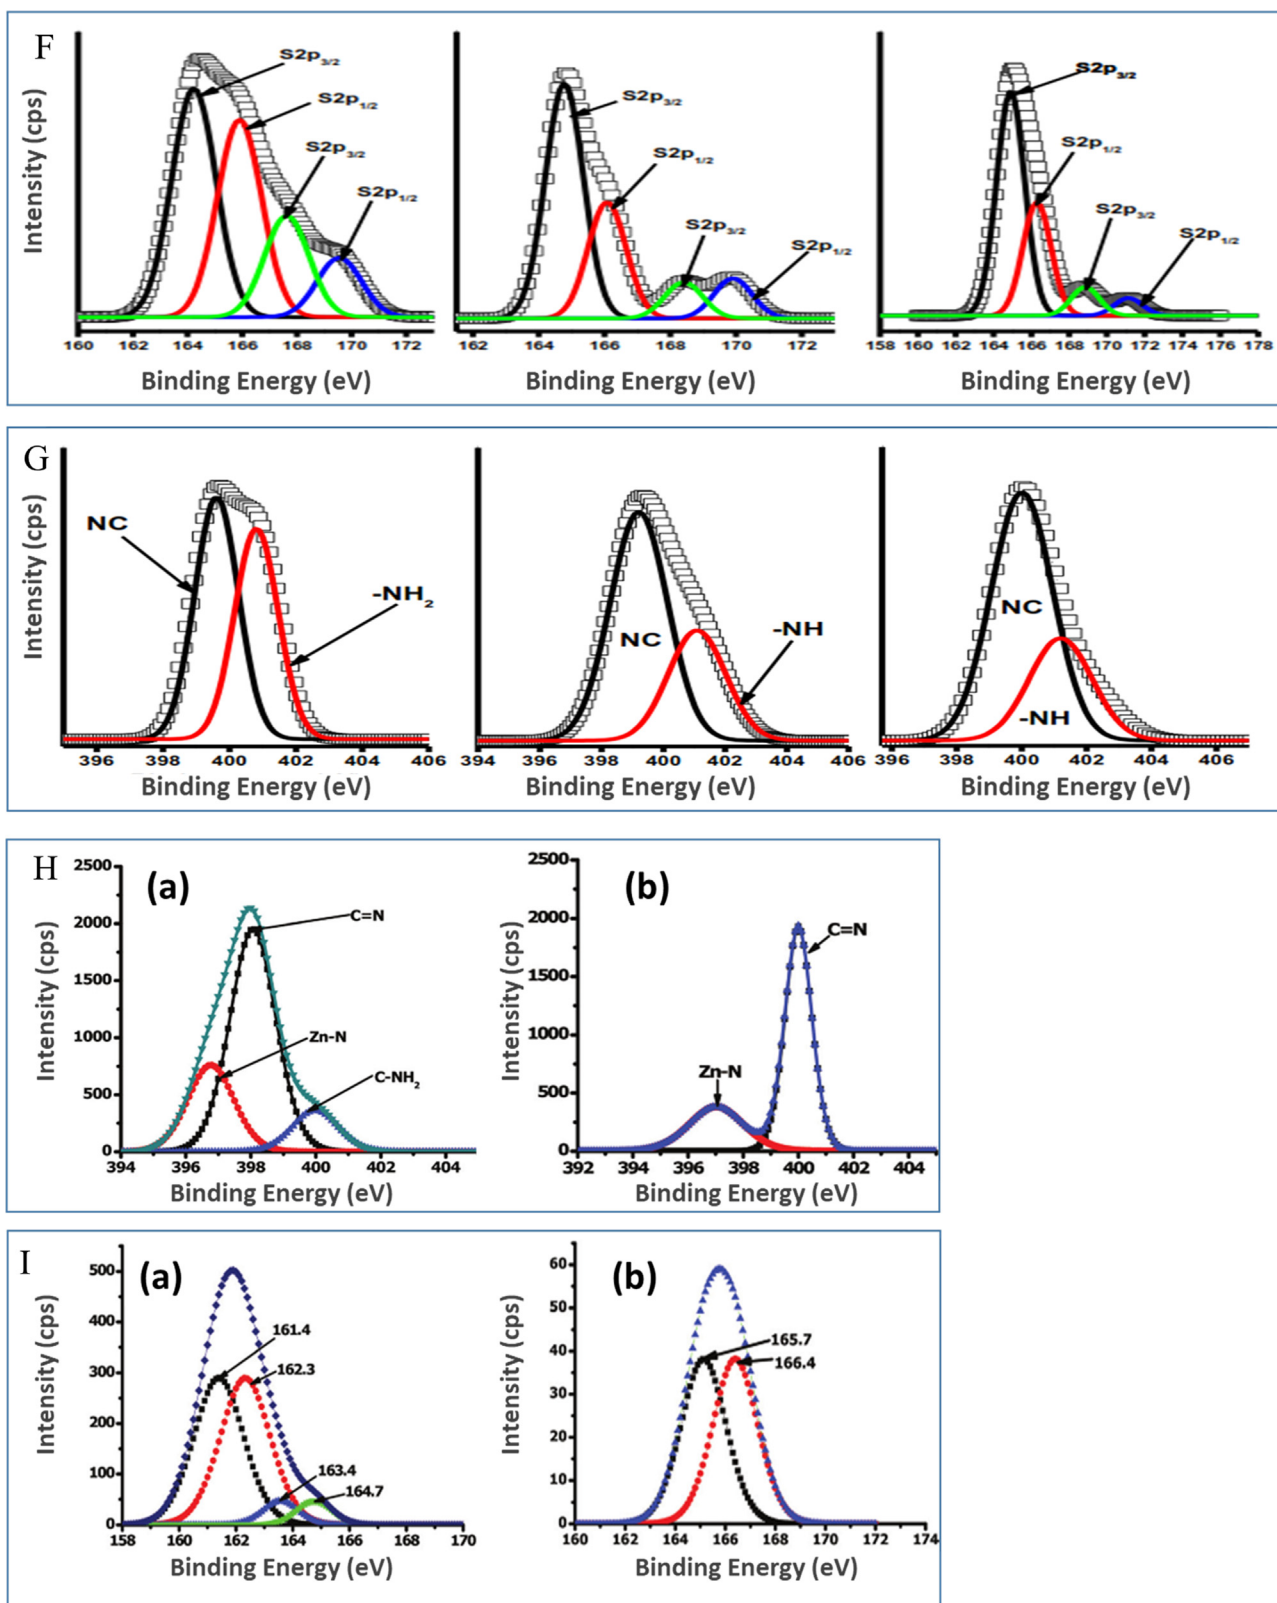 F
Intensity (cps)
S2p3/2
S2p1/2
S2p3/2
S2p1/2
160 162 164 166 168 170 172
Binding Energy (eV)
S2p3/2
S2p1/2
S2p3/2
S2p1/2
162 164 166 168 170 172
Binding Energy (eV)
S2p3/2
S2p1/2
S2p3/2
S2p1/2
158 160 162 164 166 168 170 172 174 176 178
Binding Energy (eV)
G
Intensity (cps)
NC
-NH2
396 398 400 402 404 406
Binding Energy (eV)
NC
-NH
394 396 398 400 402 404 406
Binding Energy (eV)
NC
-NH
396 398 400 402 404 406
Binding Energy (eV)
H
(a)
Intensity (cps)
2500
2000
1500
1000
500
0
C=N
Zn-N
C-NH2
394 396 398 400 402 404
Binding Energy (eV)
(b)
Intensity (cps)
2500
2000
1500
1000
500
0
C=N
Zn-N
392 394 396 398 400 402 404
Binding Energy (eV)
I
(a)
Intensity (cps)
500
400
300
200
100
0
161.4
162.3
163.4
164.7
158 160 162 164 166 168 170
Binding Energy (eV)
(b)
Intensity (cps)
60
50
40
30
20
10
0
165.7
166.4
160 162 164 166 168 170 172 174
Binding Energy (eV)